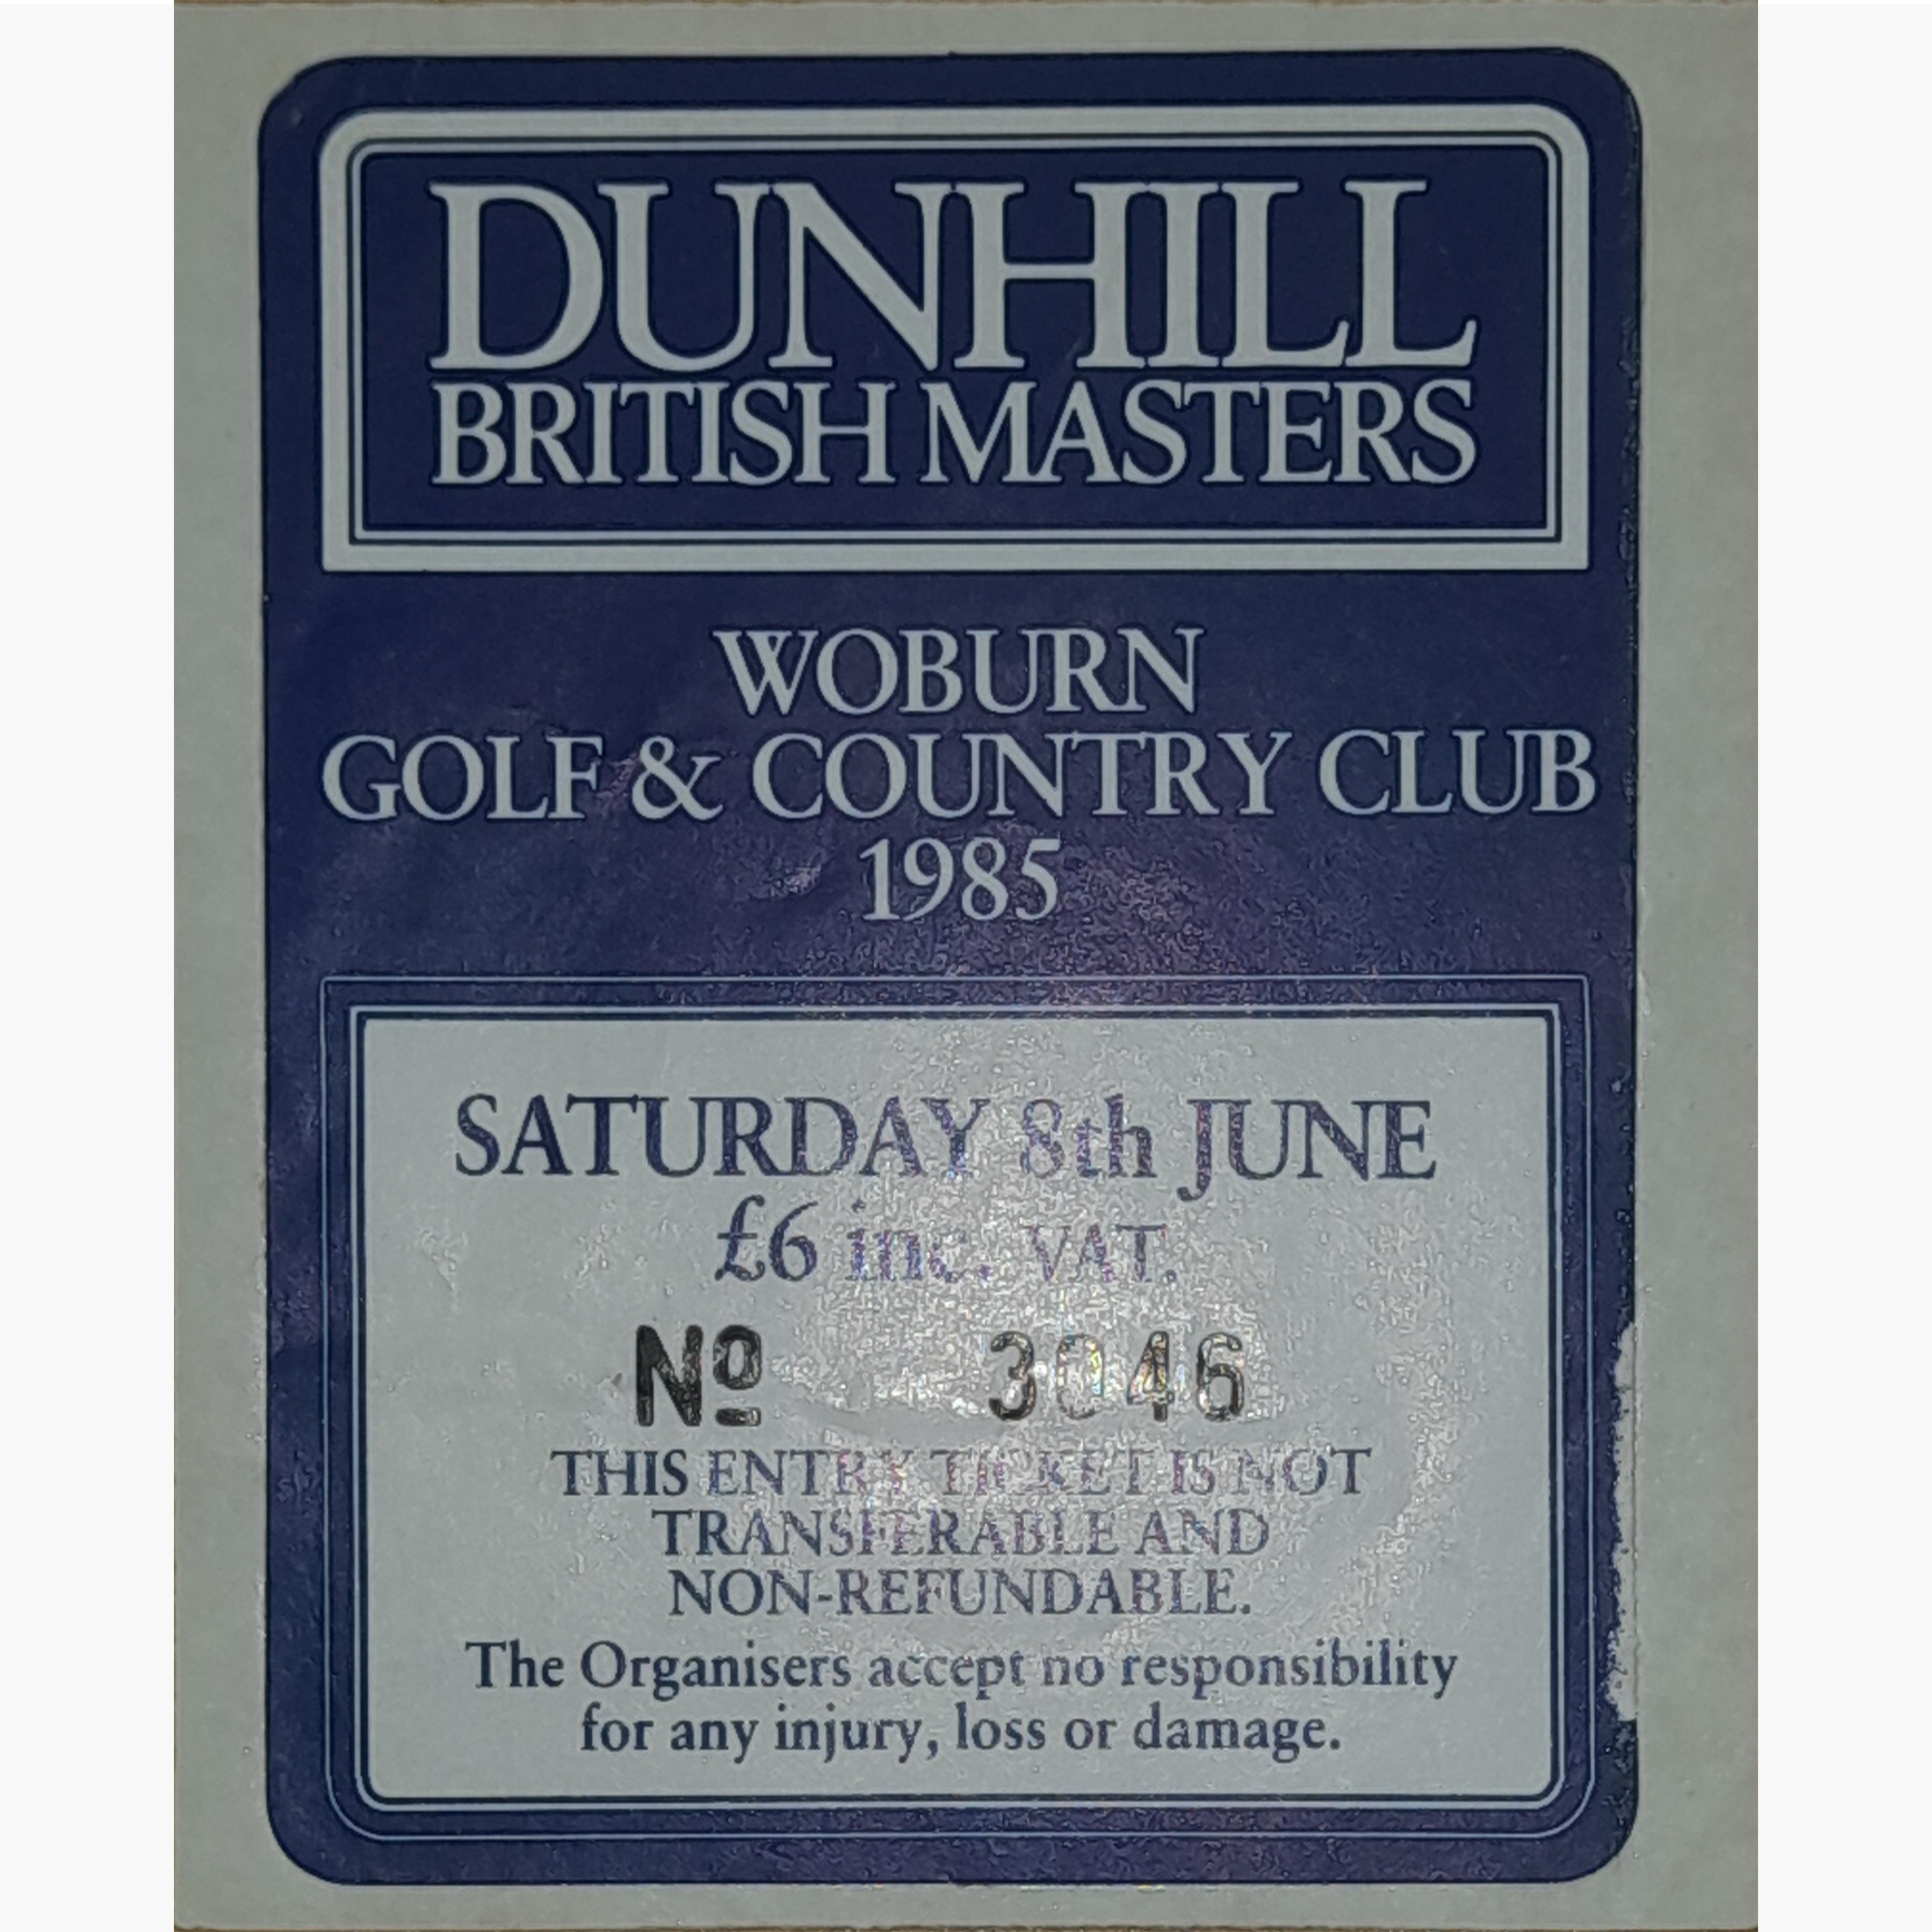 DUNHILL
BRITISH MASTERS
WOBURN
GOLF & COUNTRY CLUB
1985
SATURDAY 8th JUNE
£6 inc. VAT.
Nº 3046
THIS ENTRY TICKET IS NOT
TRANSFERABLE AND
NON-REFUNDABLE.
The Organisers accept no responsibility
for any injury, loss or damage.